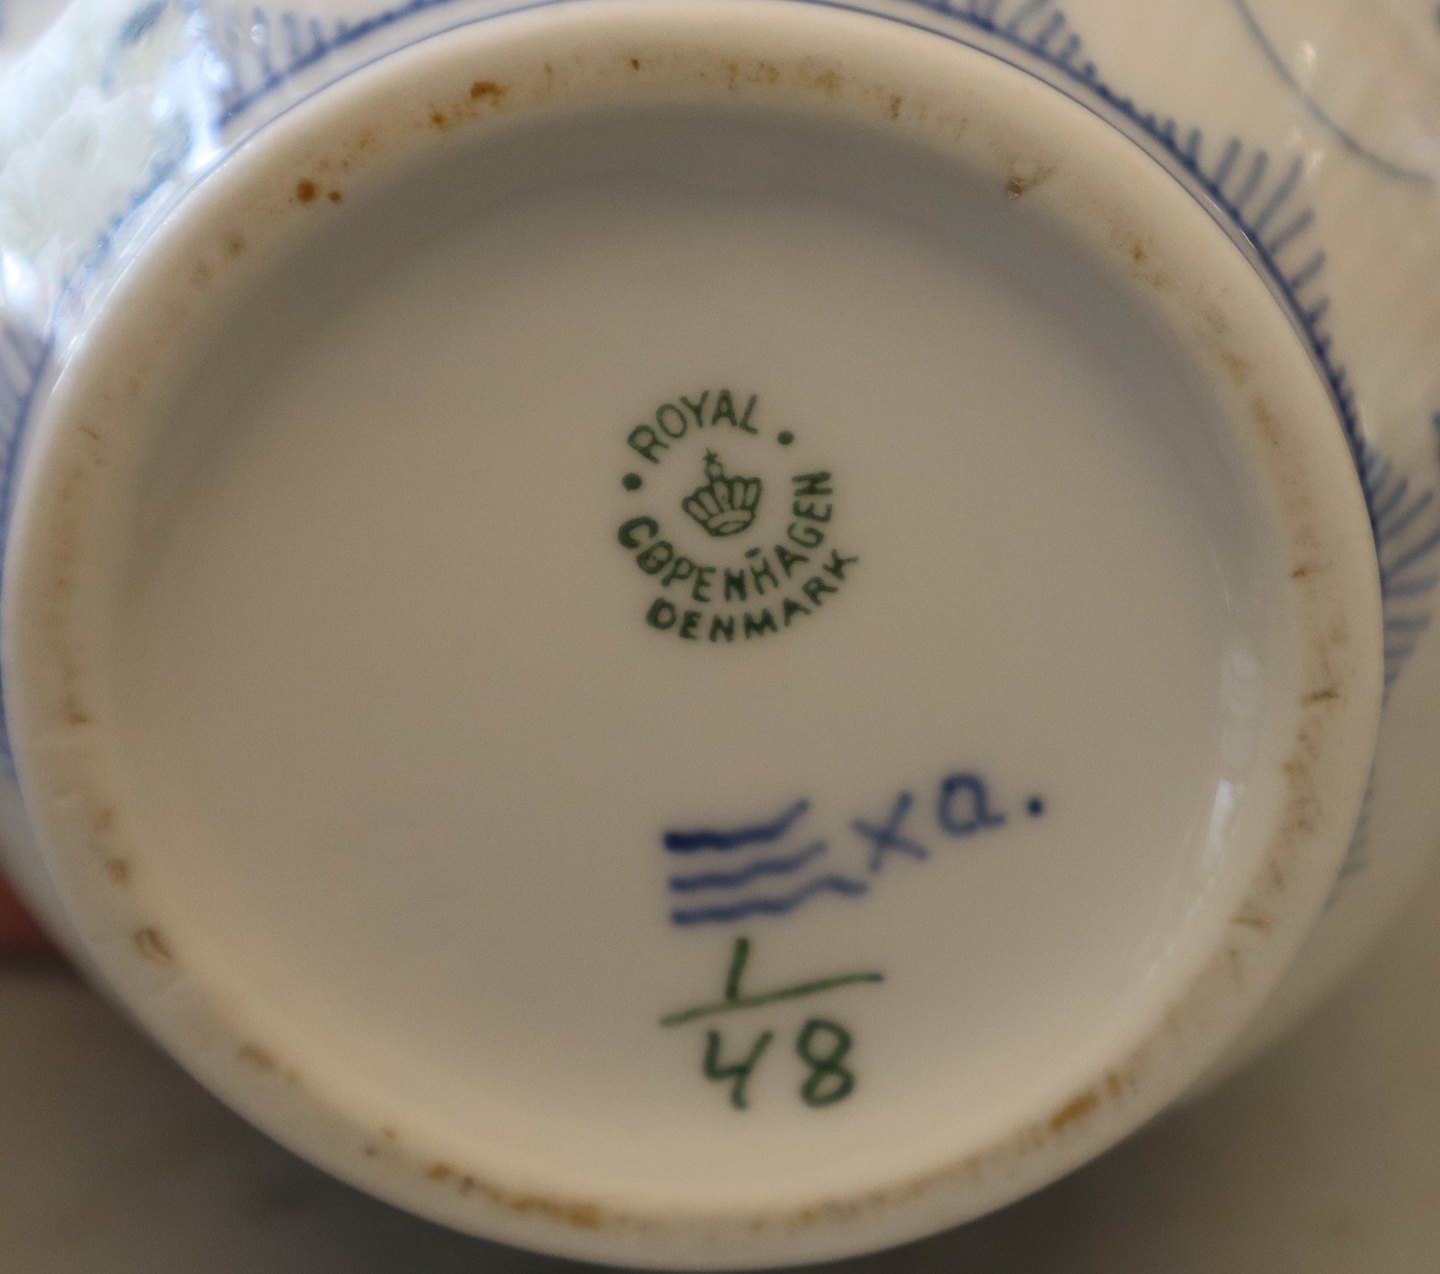 ROYAL
COPENHAGEN
DENMARK
xa.
1
48